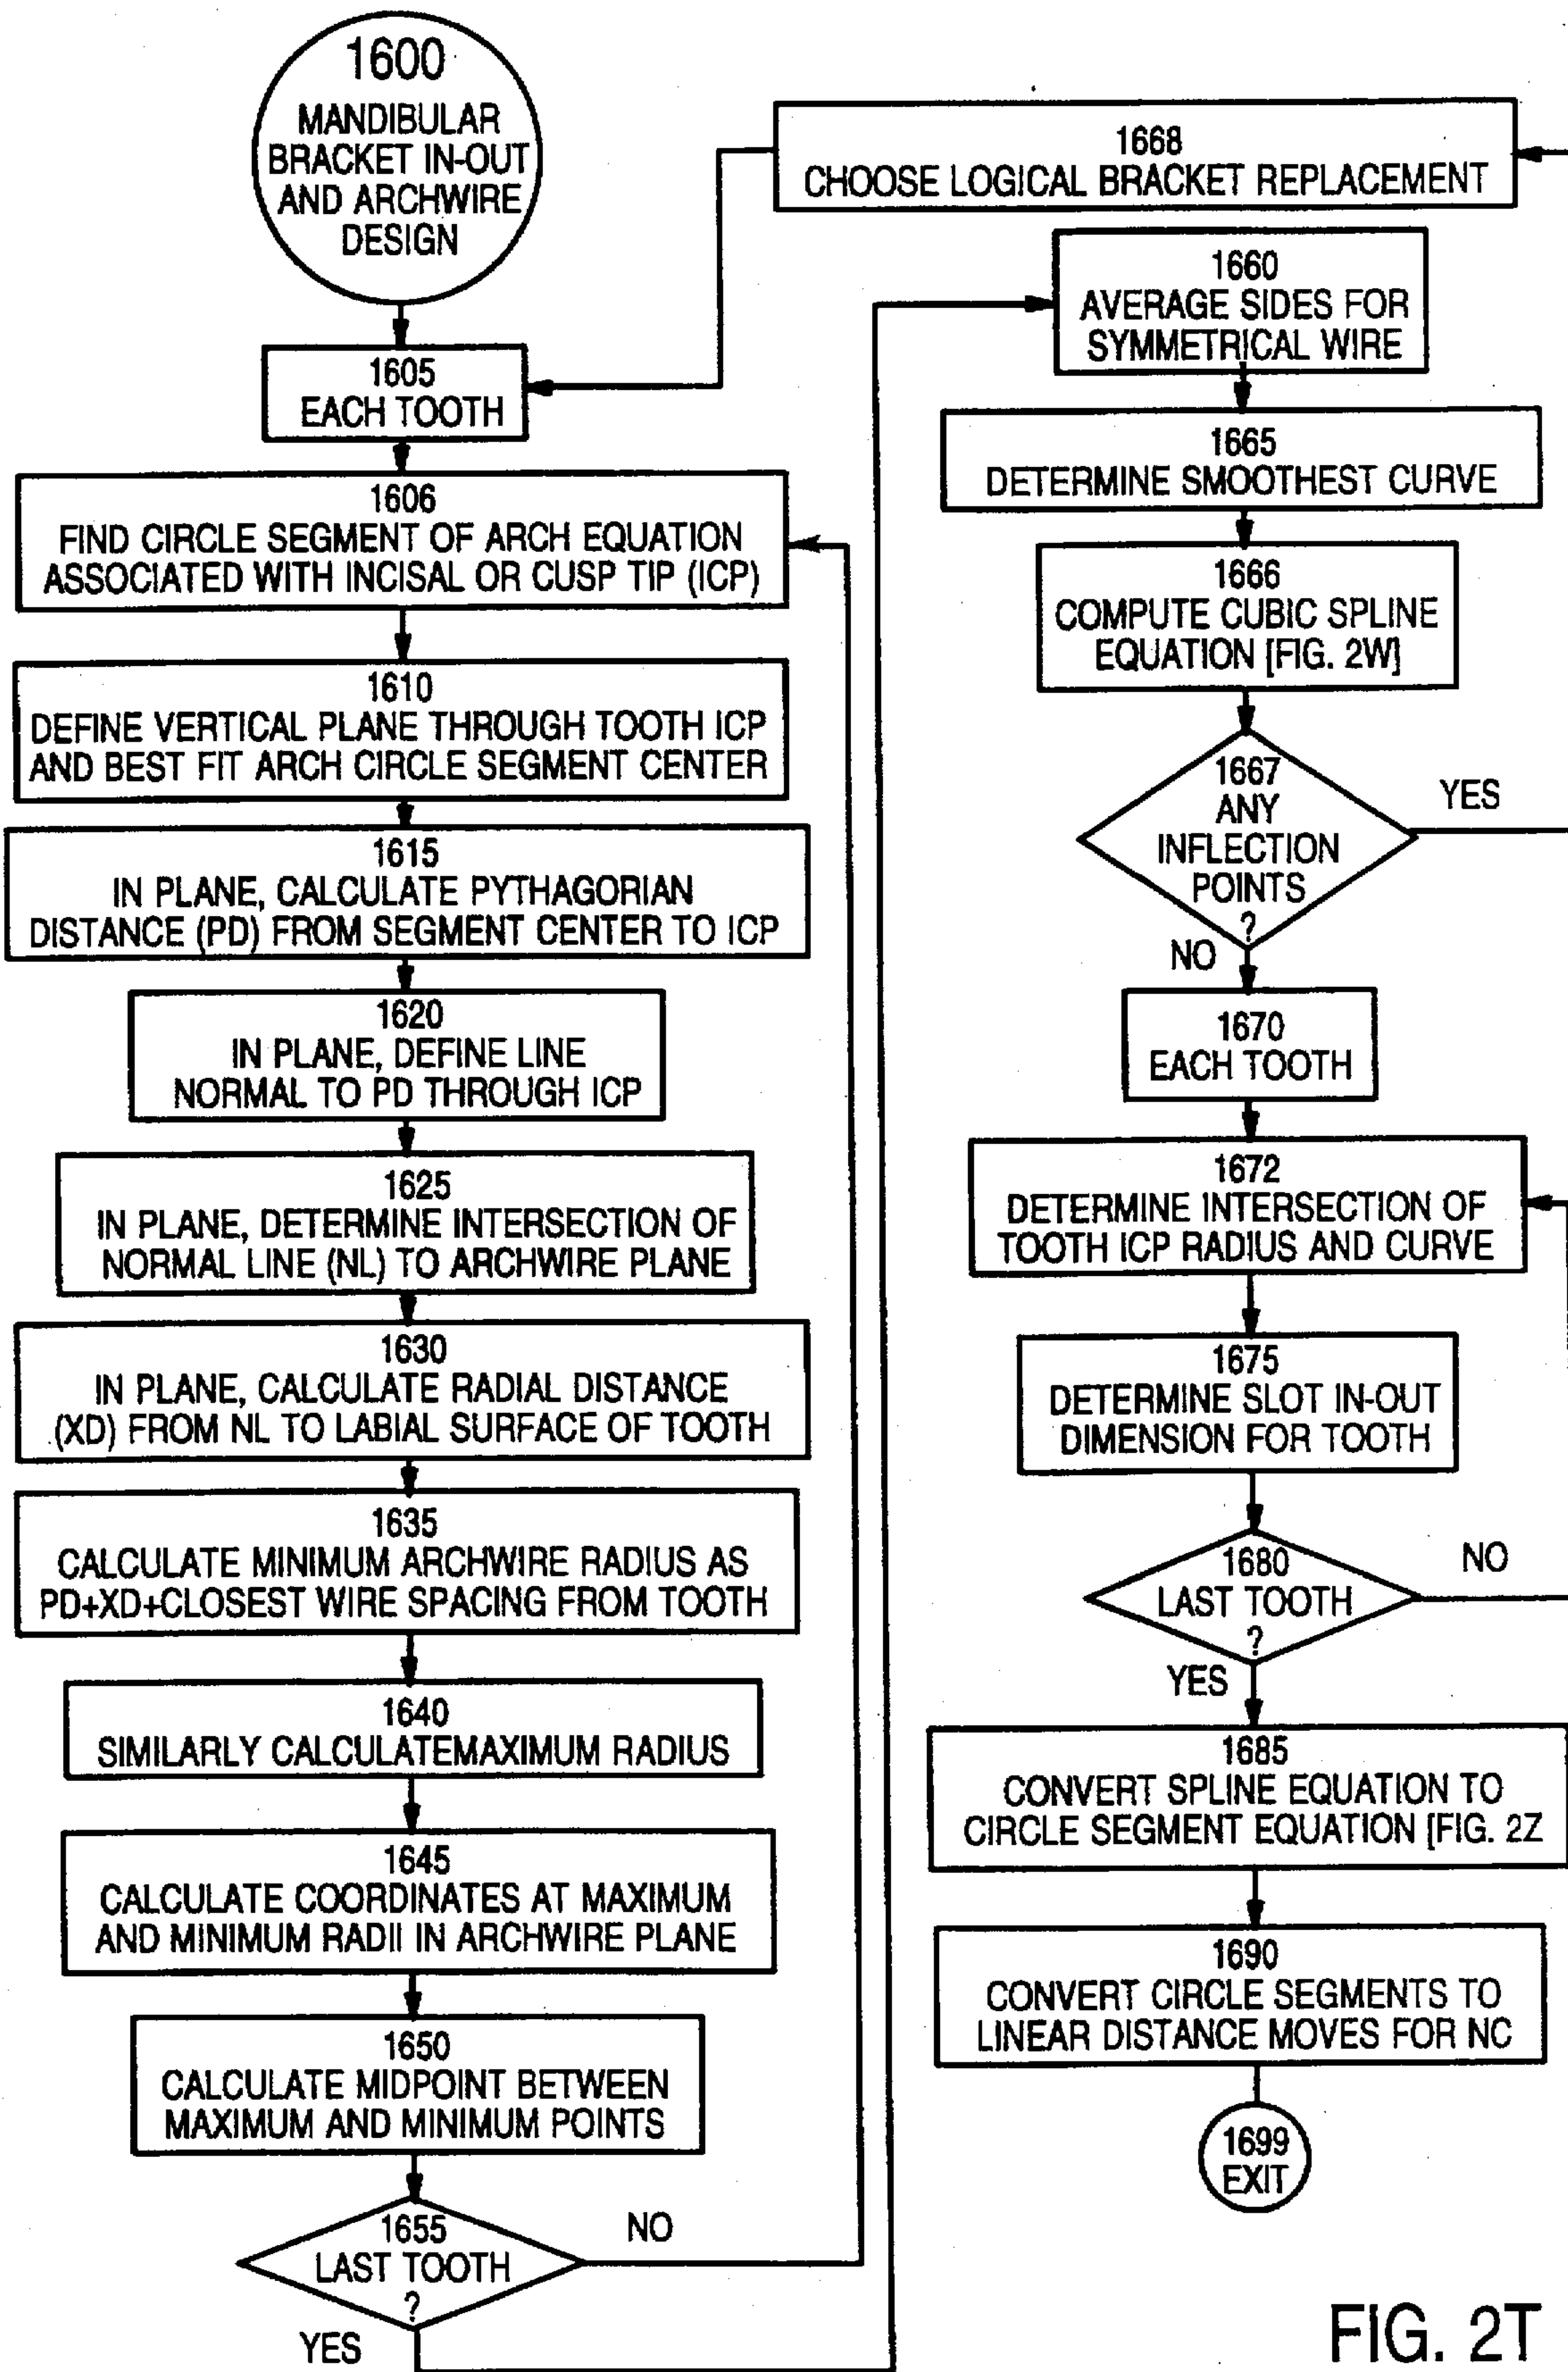 1600
MANDIBULAR
BRACKET IN-OUT
AND ARCHWIRE
DESIGN
1605
EACH TOOTH
1606
FIND CIRCLE SEGMENT OF ARCH EQUATION
ASSOCIATED WITH INCISAL OR CUSP TIP (ICP)
1610
DEFINE VERTICAL PLANE THROUGH TOOTH ICP
AND BEST FIT ARCH CIRCLE SEGMENT CENTER
1615
IN PLANE, CALCULATE PYTHAGORIAN
DISTANCE (PD) FROM SEGMENT CENTER TO ICP
1620
IN PLANE, DEFINE LINE
NORMAL TO PD THROUGH ICP
1625
IN PLANE, DETERMINE INTERSECTION OF
NORMAL LINE (NL) TO ARCHWIRE PLANE
1630
IN PLANE, CALCULATE RADIAL DISTANCE
(XD) FROM NL TO LABIAL SURFACE OF TOOTH
1635
CALCULATE MINIMUM ARCHWIRE RADIUS AS
PD+XD+CLOSEST WIRE SPACING FROM TOOTH
1640
SIMILARLY CALCULATEMAXIMUM RADIUS
1645
CALCULATE COORDINATES AT MAXIMUM
AND MINIMUM RADII IN ARCHWIRE PLANE
1650
CALCULATE MIDPOINT BETWEEN
MAXIMUM AND MINIMUM POINTS
1655
LAST TOOTH
?
NO
YES
1668
CHOOSE LOGICAL BRACKET REPLACEMENT
1660
AVERAGE SIDES FOR
SYMMETRICAL WIRE
1665
DETERMINE SMOOTHEST CURVE
1666
COMPUTE CUBIC SPLINE
EQUATION [FIG. 2W]
1667
ANY
INFLECTION
POINTS
?
YES
NO
1670
EACH TOOTH
1672
DETERMINE INTERSECTION OF
TOOTH ICP RADIUS AND CURVE
1675
DETERMINE SLOT IN-OUT
DIMENSION FOR TOOTH
1680
LAST TOOTH
?
NO
YES
1685
CONVERT SPLINE EQUATION TO
CIRCLE SEGMENT EQUATION [FIG. 2Z
1690
CONVERT CIRCLE SEGMENTS TO
LINEAR DISTANCE MOVES FOR NC
1699
EXIT
FIG. 2T